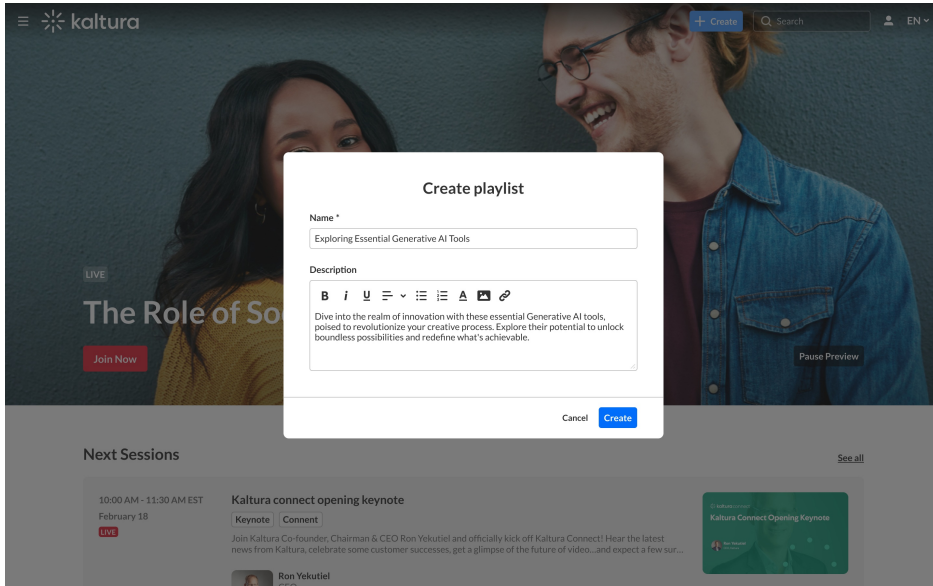 kaltura
+ Create
Search
EN
LIVE
The Role of So
Join Now
Pause Preview
Create playlist
Name *
Exploring Essential Generative AI Tools
Description
B i U A
Dive into the realm of innovation with these essential Generative AI tools,
poised to revolutionize your creative process. Explore their potential to unlock
boundless possibilities and redefine what's achievable.
Cancel
Create
Next Sessions
See all
10:00 AM - 11:30 AM EST
February 18
LIVE
Kaltura connect opening keynote
Keynote
Connent
Join Kaltura Co-founder, Chairman & CEO Ron Yekutiel and officially kick off Kaltura Connect! Hear the latest
news from Kaltura, celebrate some customer successes, get a glimpse of the future of video...and expect a few sur...
Ron Yekutiel
CEO
Kaltura Connect Opening Keynote
Ron Yekutiel